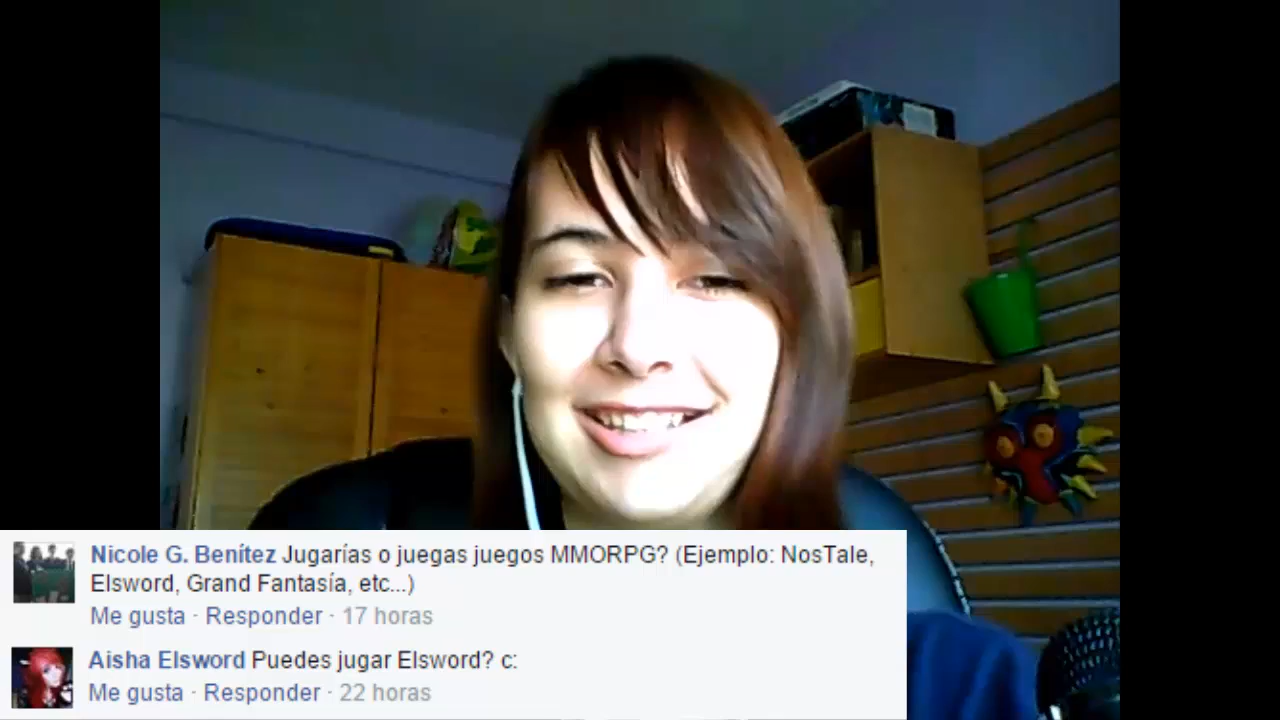 Nicole G. Benítez Jugarías o juegas juegos MMORPG? (Ejemplo: NosTale,
Elsword, Grand Fantasía, etc...)
Me gusta · Responder · 17 horas
Aisha Elsword Puedes jugar Elsword? c:
Me gusta · Responder · 22 horas